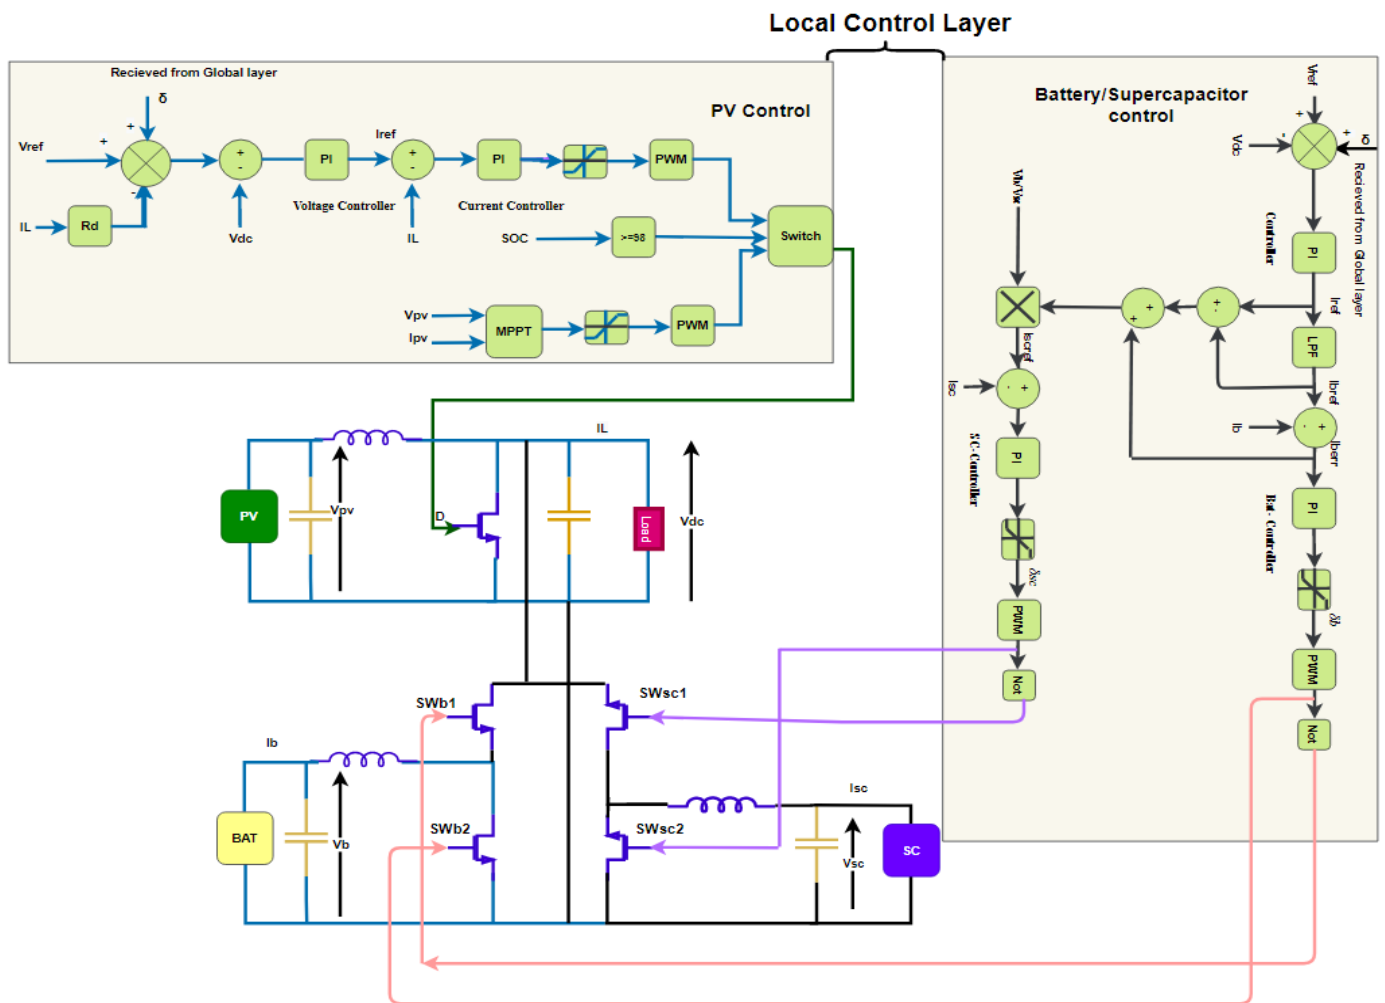 Local Control Layer
Recieved from Global layer
δ
+
+
-
Vref
IL
Rd
+
-
Vdc
PI
Voltage Controller
Iref
+
-
IL
PI
Current Controller
PWM
PV Control
SOC
>=98
Switch
Vpv
Ipv
MPPT
PWM
Battery/Supercapacitor
control
Vref
+
-
+
Vdc
δ
Recieved from Global layer
Controller
PI
Iref
LPF
Ibref
+
-
+
+
Vb/Vsc
Iscref
Isc
-
+
SC-Controller
PI
δsc
PWM
Not
Ib
-
+
Iberr
Bat- Controller
PI
δb
PWM
Not
PV
Vpv
D
IL
Load
Vdc
SWb1
SWsc1
Ib
BAT
Vb
SWb2
SWsc2
Isc
Vsc
SC